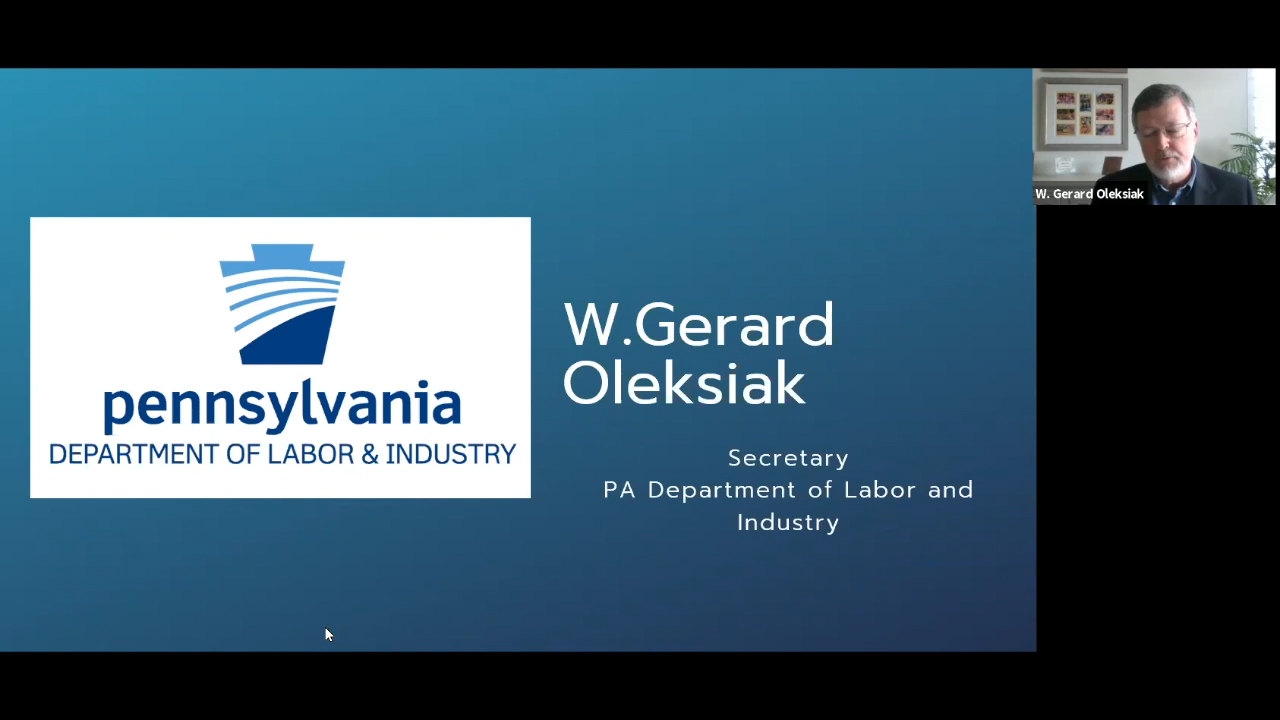 W. Gerard Oleksiak
pennsylvania
DEPARTMENT OF LABOR & INDUSTRY
W.Gerard
Oleksiak
Secretary
PA Department of Labor and
Industry